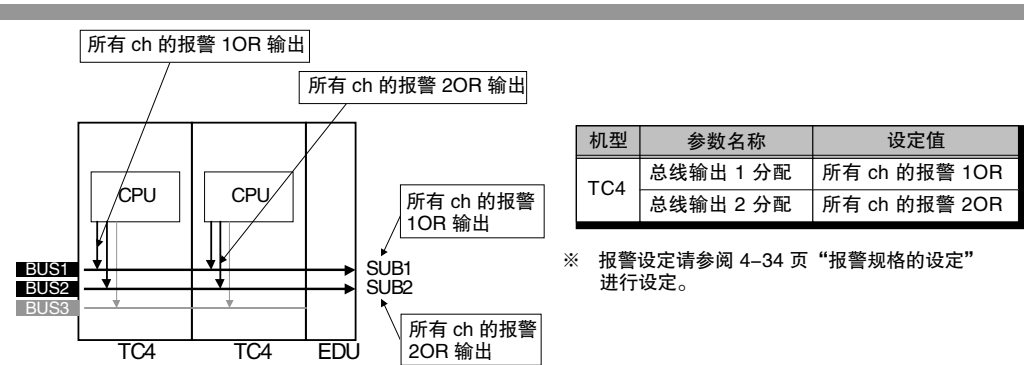 所有 ch 的报警 1OR 输出
所有 ch 的报警 2OR 输出
CPU
CPU
BUS1
BUS2
BUS3
SUB1
SUB2
所有 ch 的报警
1OR 输出
所有 ch 的报警
2OR 输出
TC4
TC4
EDU
机型 参数名称 设定值
TC4
总线输出 1 分配 所有 ch 的报警 1OR
总线输出 2 分配 所有 ch 的报警 2OR
※ 报警设定请参阅 4–34 页“报警规格的设定”
进行设定。